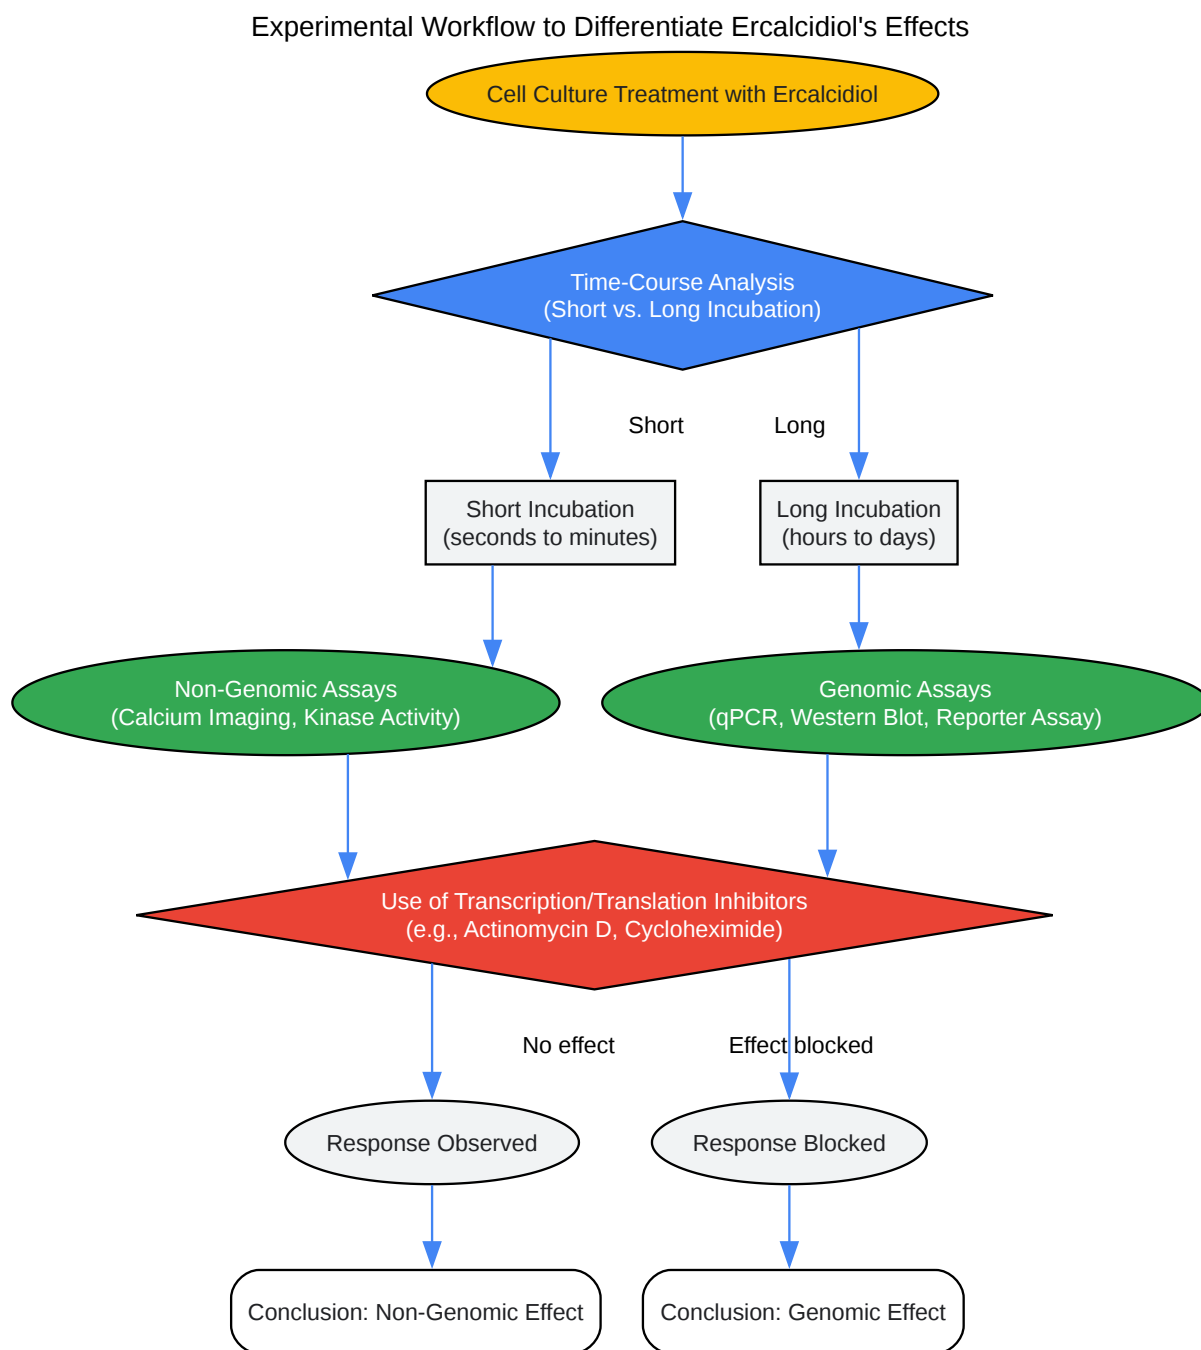 Experimental Workflow to Differentiate Ercalcidiol's Effects
Cell Culture Treatment with Ercalcidiol
Time-Course Analysis
(Short vs. Long Incubation)
Short
Long
Short Incubation
(seconds to minutes)
Long Incubation
(hours to days)
Non-Genomic Assays
(Calcium Imaging, Kinase Activity)
Genomic Assays
(qPCR, Western Blot, Reporter Assay)
Use of Transcription/Translation Inhibitors
(e.g., Actinomycin D, Cycloheximide)
No effect
Effect blocked
Response Observed
Response Blocked
Conclusion: Non-Genomic Effect
Conclusion: Genomic Effect